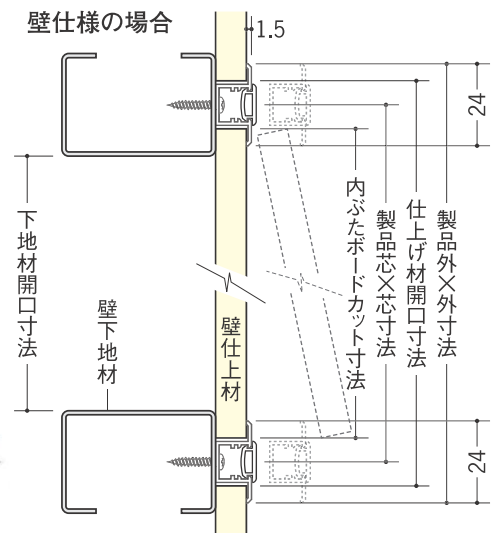 壁仕様の場合
1.5
24
下地材開口寸法
壁下地材
壁仕上材
内ぶたボードカット寸法
製品芯×芯寸法
仕上げ材開口寸法
製品外×外寸法
24